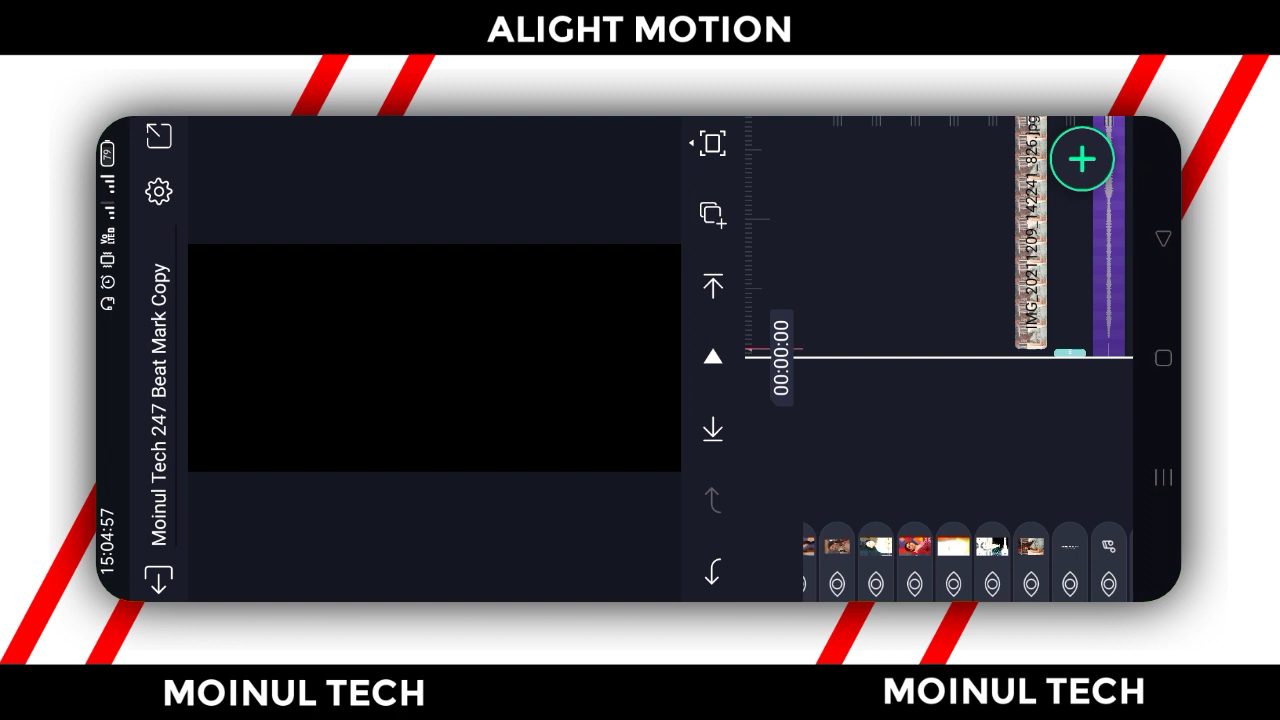 ALIGHT MOTION
15:04:57
79
Moinul Tech 247 Beat Mark Copy
00:00:00
IMG_20211209_142241_826.jpg
MOINUL TECH
MOINUL TECH